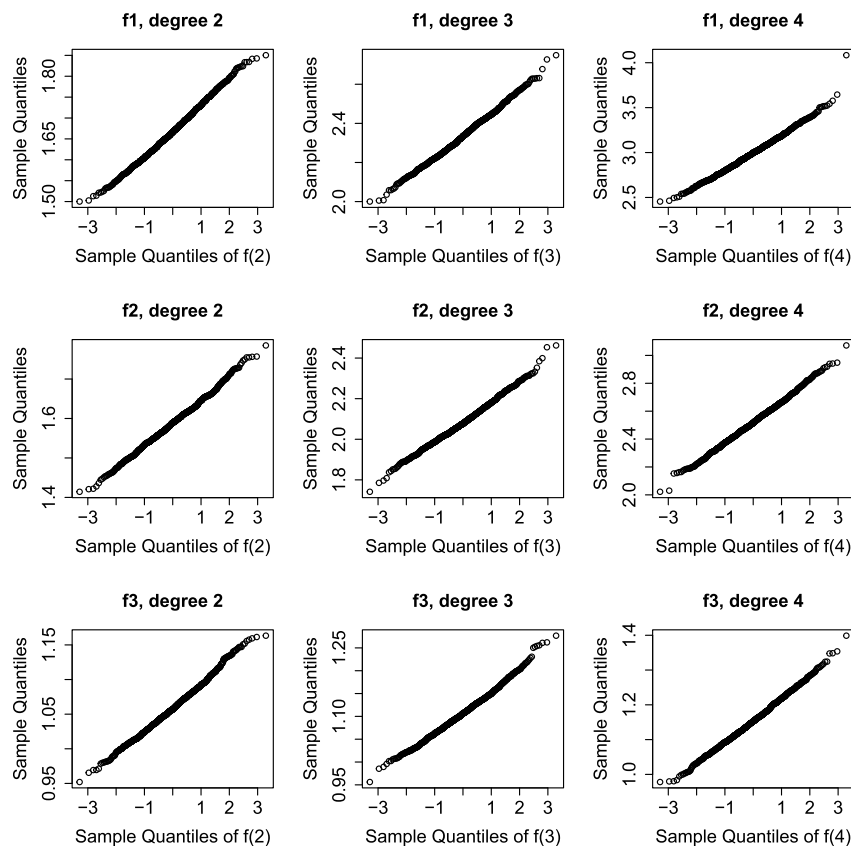 f1, degree 2
Sample Quantiles
1.50 1.65 1.80
−3 −1 1 2 3
Sample Quantiles of f(2)
f1, degree 3
Sample Quantiles
2.0 2.4
−3 −1 1 2 3
Sample Quantiles of f(3)
f1, degree 4
Sample Quantiles
2.5 3.0 3.5 4.0
−3 −1 1 2 3
Sample Quantiles of f(4)
f2, degree 2
Sample Quantiles
1.4 1.6
−3 −1 1 2 3
Sample Quantiles of f(2)
f2, degree 3
Sample Quantiles
1.8 2.0 2.2 2.4
−3 −1 1 2 3
Sample Quantiles of f(3)
f2, degree 4
Sample Quantiles
2.0 2.4 2.8
−3 −1 1 2 3
Sample Quantiles of f(4)
f3, degree 2
Sample Quantiles
0.95 1.05 1.15
−3 −1 1 2 3
Sample Quantiles of f(2)
f3, degree 3
Sample Quantiles
0.95 1.10 1.25
−3 −1 1 2 3
Sample Quantiles of f(3)
f3, degree 4
Sample Quantiles
1.0 1.2 1.4
−3 −1 1 2 3
Sample Quantiles of f(4)